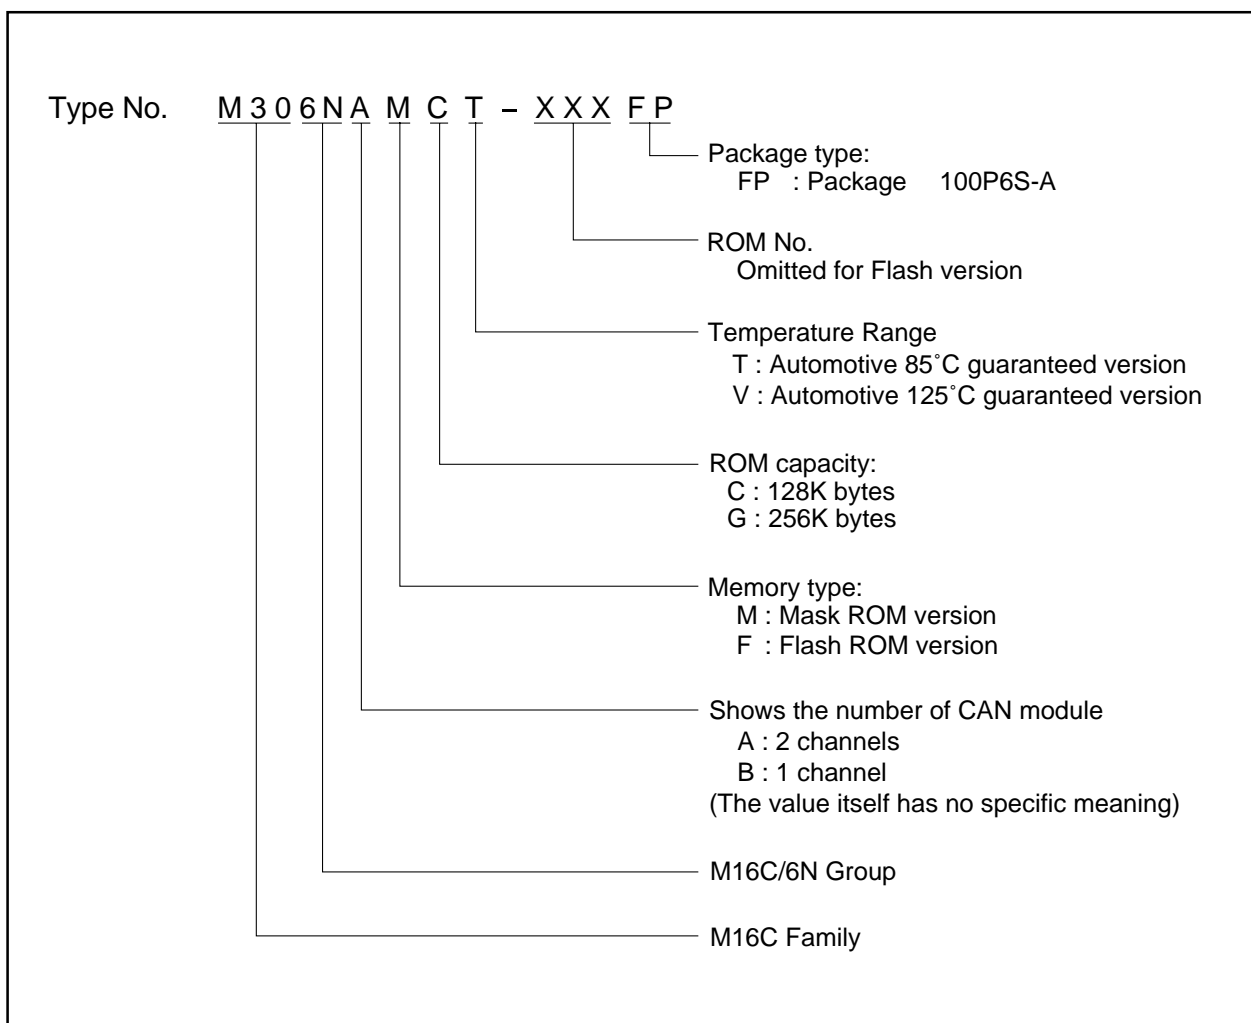 Type No. M 3 0 6 N A M C T – X X X F P
Package type:
FP : Package 100P6S-A
ROM No.
Omitted for Flash version
Temperature Range
T : Automotive 85˚C guaranteed version
V : Automotive 125˚C guaranteed version
ROM capacity:
C : 128K bytes
G : 256K bytes
Memory type:
M : Mask ROM version
F : Flash ROM version
Shows the number of CAN module
A : 2 channels
B : 1 channel
(The value itself has no specific meaning)
M16C/6N Group
M16C Family